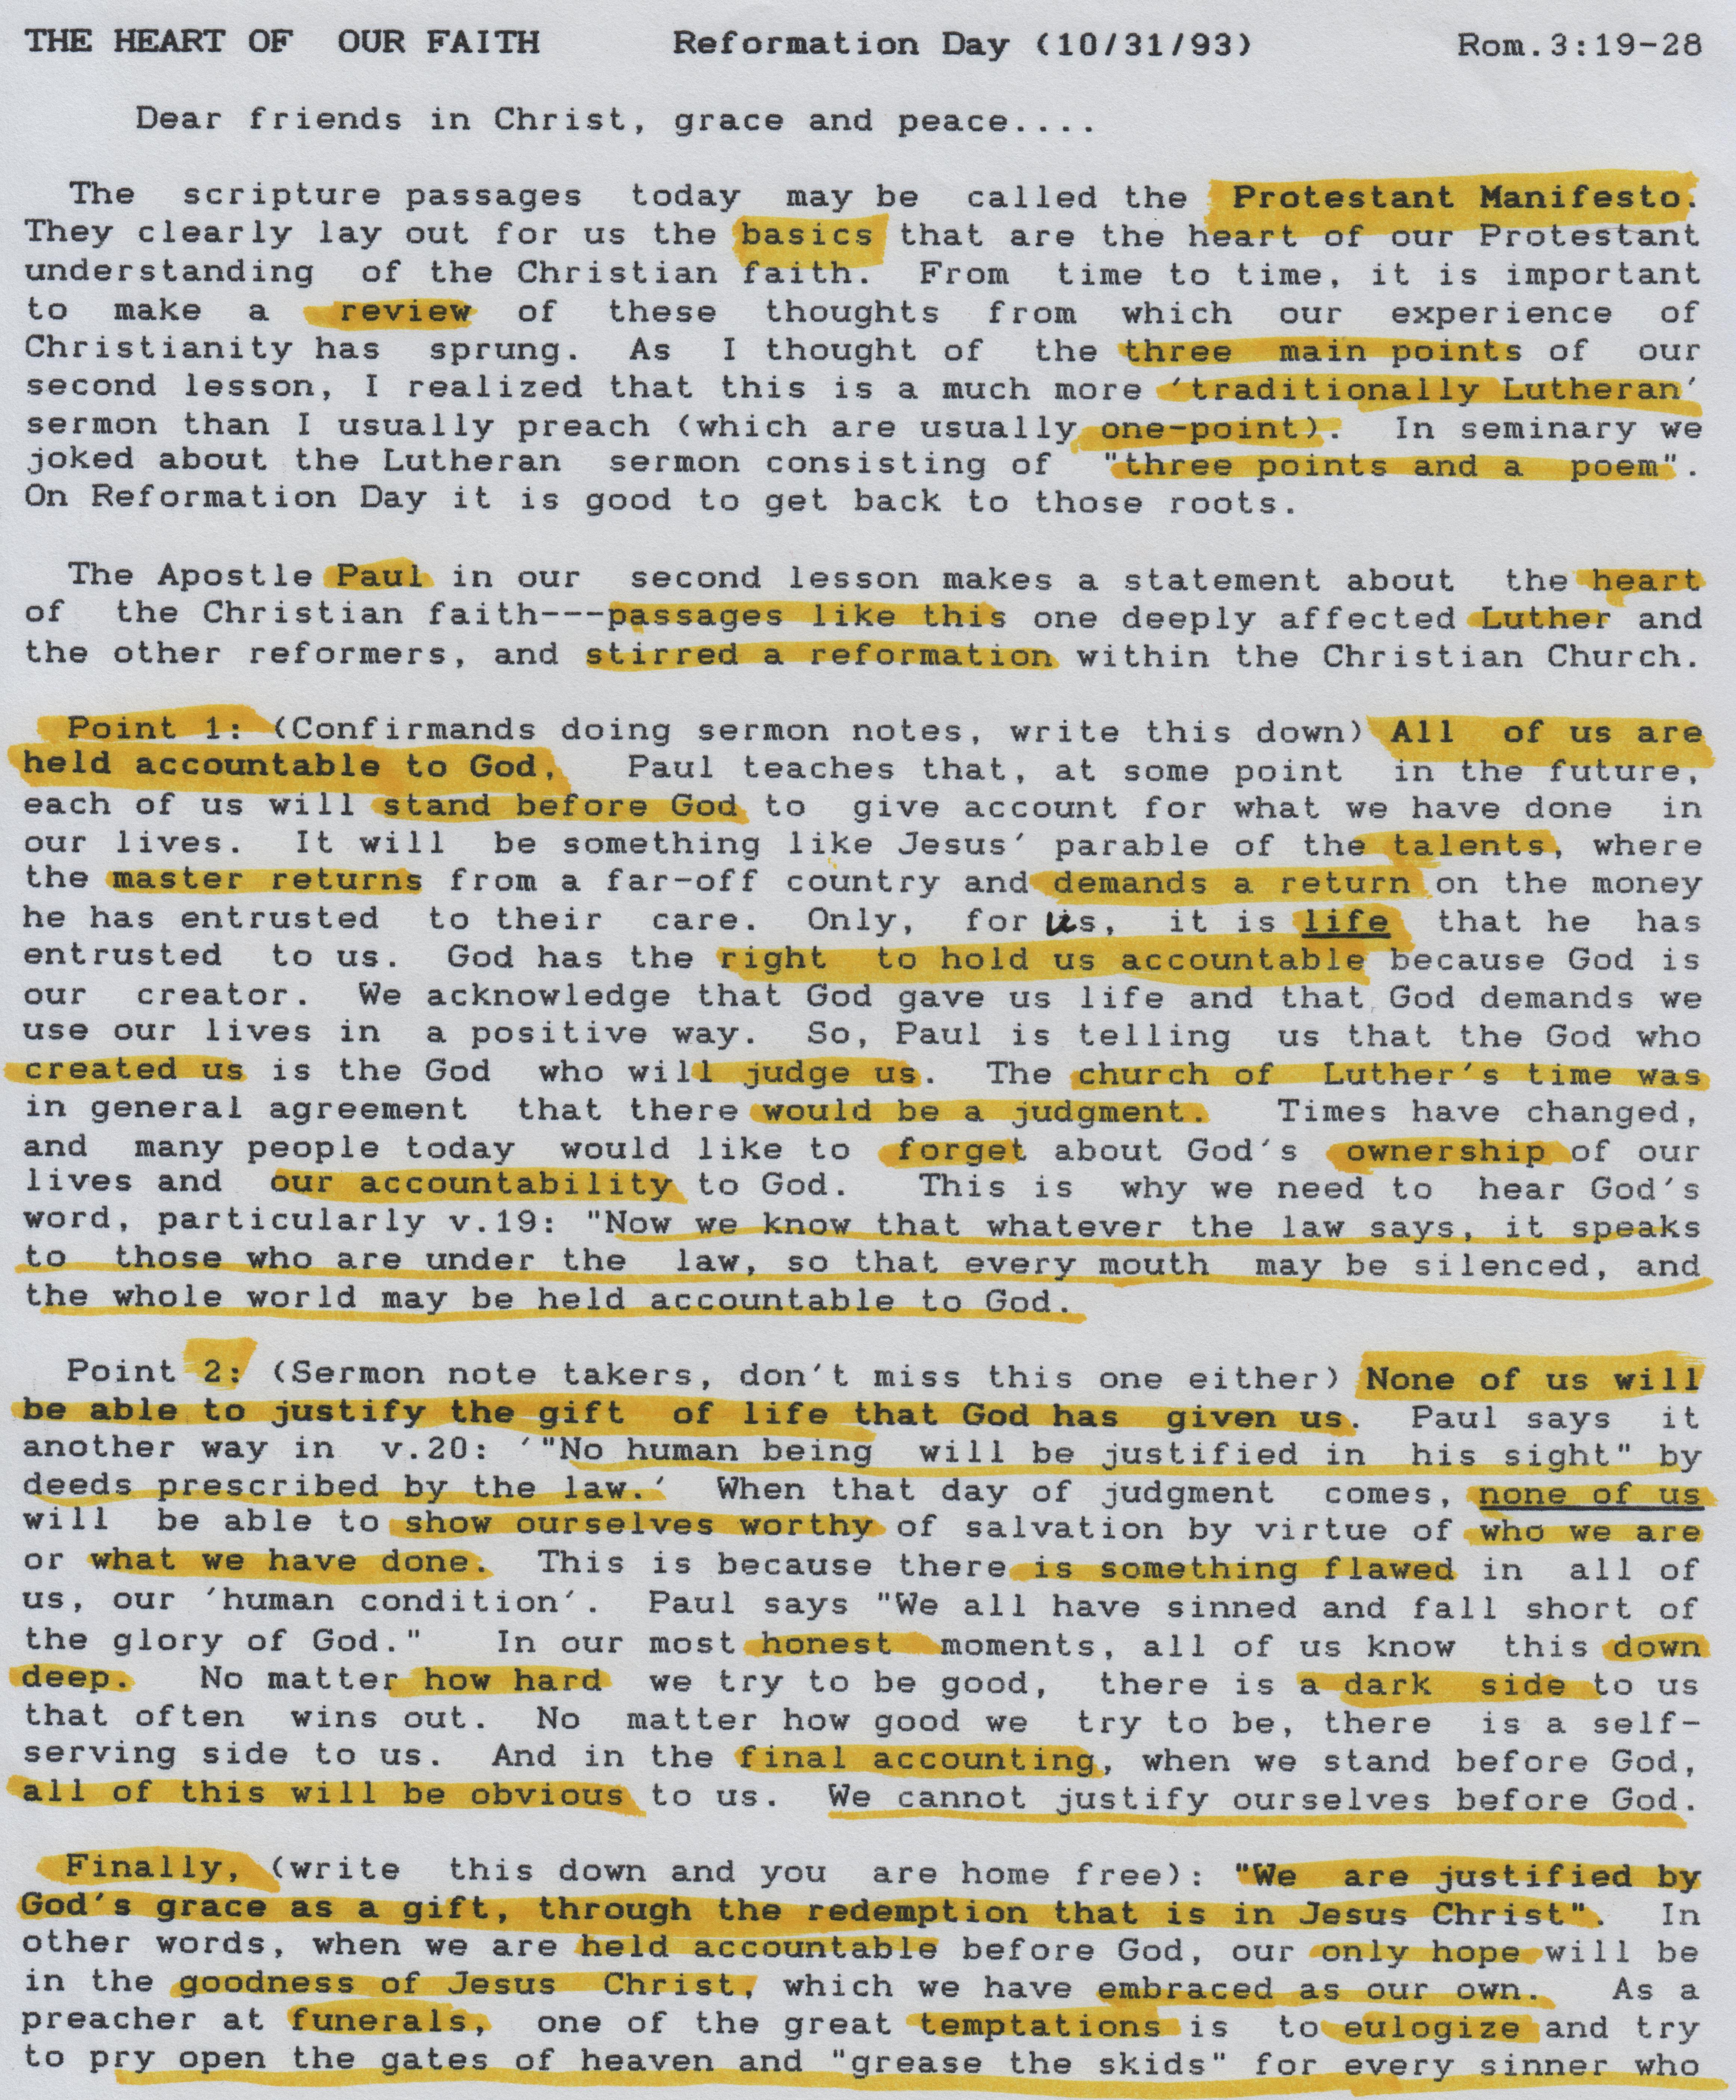 THE HEART OF OUR FAITH Reformation Day (10/31/93) Rom.3:19-28
Dear friends in Christ, grace and peace....
The scripture passages today may be called the Protestant Manifesto.
They clearly lay out for us the basics that are the heart of our Protestant
understanding of the Christian faith. From time to time, it is important
to make a review of these thoughts from which our experience of
Christianity has sprung. As I thought of the three main points of our
second lesson, I realized that this is a much more 'traditionally Lutheran'
sermon than I usually preach (which are usually one-point). In seminary we
joked about the Lutheran sermon consisting of "three points and a poem".
On Reformation Day it is good to get back to those roots.
The Apostle Paul in our second lesson makes a statement about the heart
of the Christian faith---passages like this one deeply affected Luther and
the other reformers, and stirred a reformation within the Christian Church.
Point 1: (Confirmands doing sermon notes, write this down) All of us are
held accountable to God. Paul teaches that, at some point in the future,
each of us will stand before God to give account for what we have done in
our lives. It will be something like Jesus' parable of the talents, where
the master returns from a far-off country and demands a return on the money
he has entrusted to their care. Only, for us, it is life that he has
entrusted to us. God has the right to hold us accountable because God is
our creator. We acknowledge that God gave us life and that God demands we
use our lives in a positive way. So, Paul is telling us that the God who
created us is the God who will judge us. The church of Luther's time was
in general agreement that there would be a judgment. Times have changed,
and many people today would like to forget about God's ownership of our
lives and our accountability to God. This is why we need to hear God's
word, particularly v.19: "Now we know that whatever the law says, it speaks
to those who are under the law, so that every mouth may be silenced, and
the whole world may be held accountable to God.
Point 2: (Sermon note takers, don't miss this one either) None of us will
be able to justify the gift of life that God has given us. Paul says it
another way in v.20: '"No human being will be justified in his sight" by
deeds prescribed by the law.' When that day of judgment comes, none of us
will be able to show ourselves worthy of salvation by virtue of who we are
or what we have done. This is because there is something flawed in all of
us, our 'human condition'. Paul says "We all have sinned and fall short of
the glory of God." In our most honest moments, all of us know this down
deep. No matter how hard we try to be good, there is a dark side to us
that often wins out. No matter how good we try to be, there is a self-
serving side to us. And in the final accounting, when we stand before God,
all of this will be obvious to us. We cannot justify ourselves before God.
Finally, (write this down and you are home free): "We are justified by
God's grace as a gift, through the redemption that is in Jesus Christ". In
other words, when we are held accountable before God, our only hope will be
in the goodness of Jesus Christ, which we have embraced as our own. As a
preacher at funerals, one of the great temptations is to eulogize and try
to pry open the gates of heaven and "grease the skids" for every sinner who